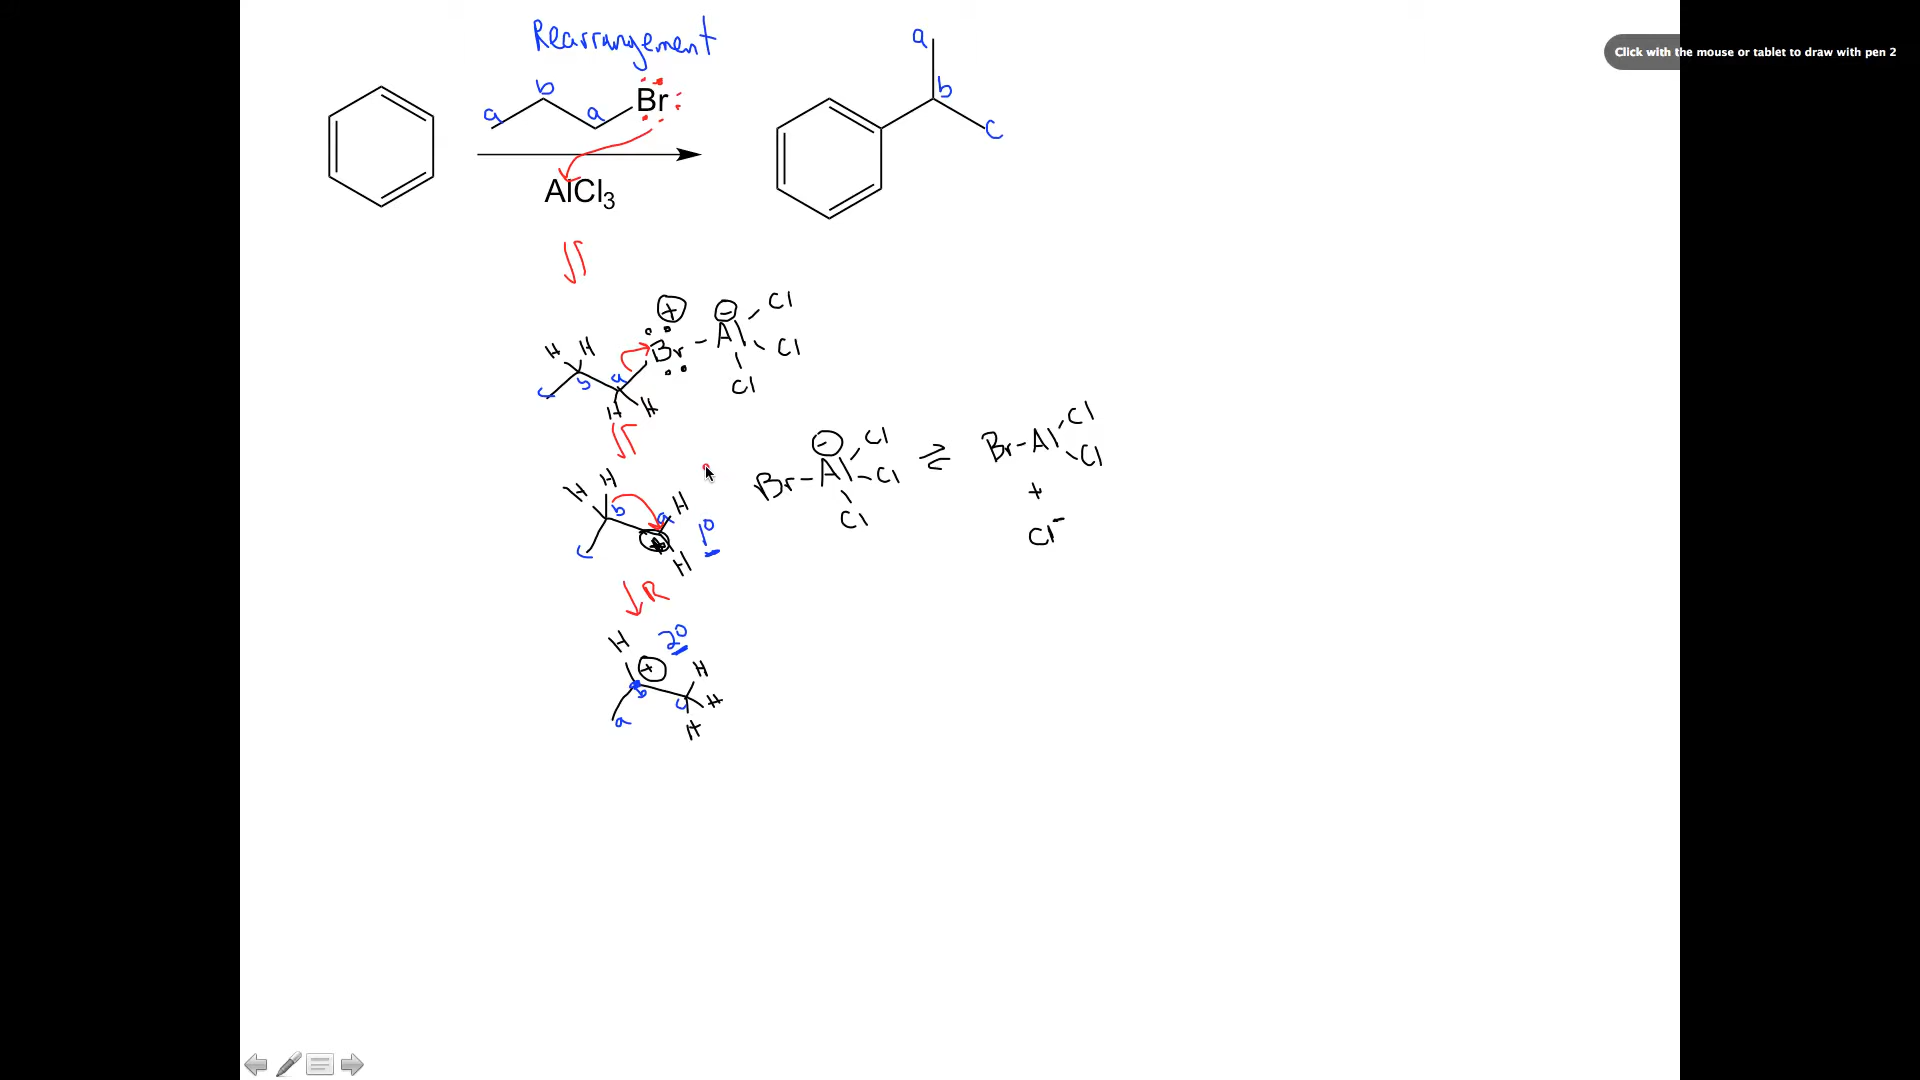 Rearrangement
a b a Br
AlCl3
a
b
c
+ −
Br - Al Cl
Cl
Cl
H H
c b a
H H
− Cl
Br - Al - Cl
Cl
⇌
Br - Al Cl
Cl
+
Cl−
H H
b a H
c + 1°
H
R
H 2°
+ H
b c H
a H
Click with the mouse or tablet to draw with pen 2